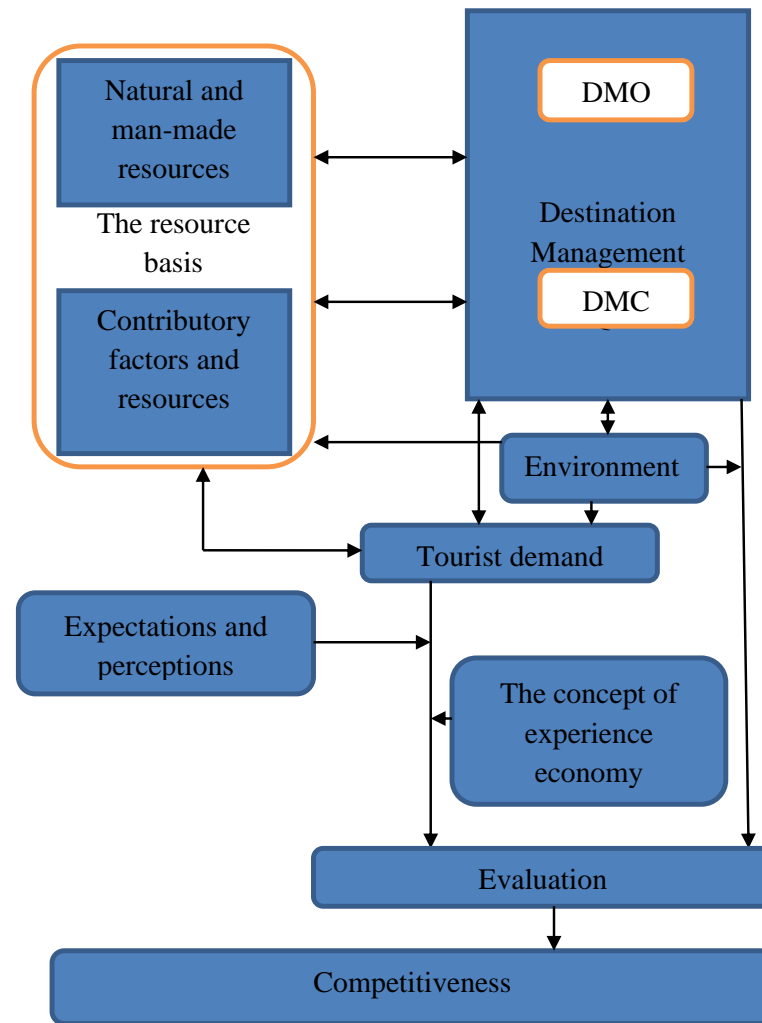 Natural and
man-made
resources
The resource
basis
Contributory
factors and
resources
DMO
Destination
Management
DMC
Environment
Tourist demand
Expectations and
perceptions
The concept of
experience
economy
Evaluation
Competitiveness